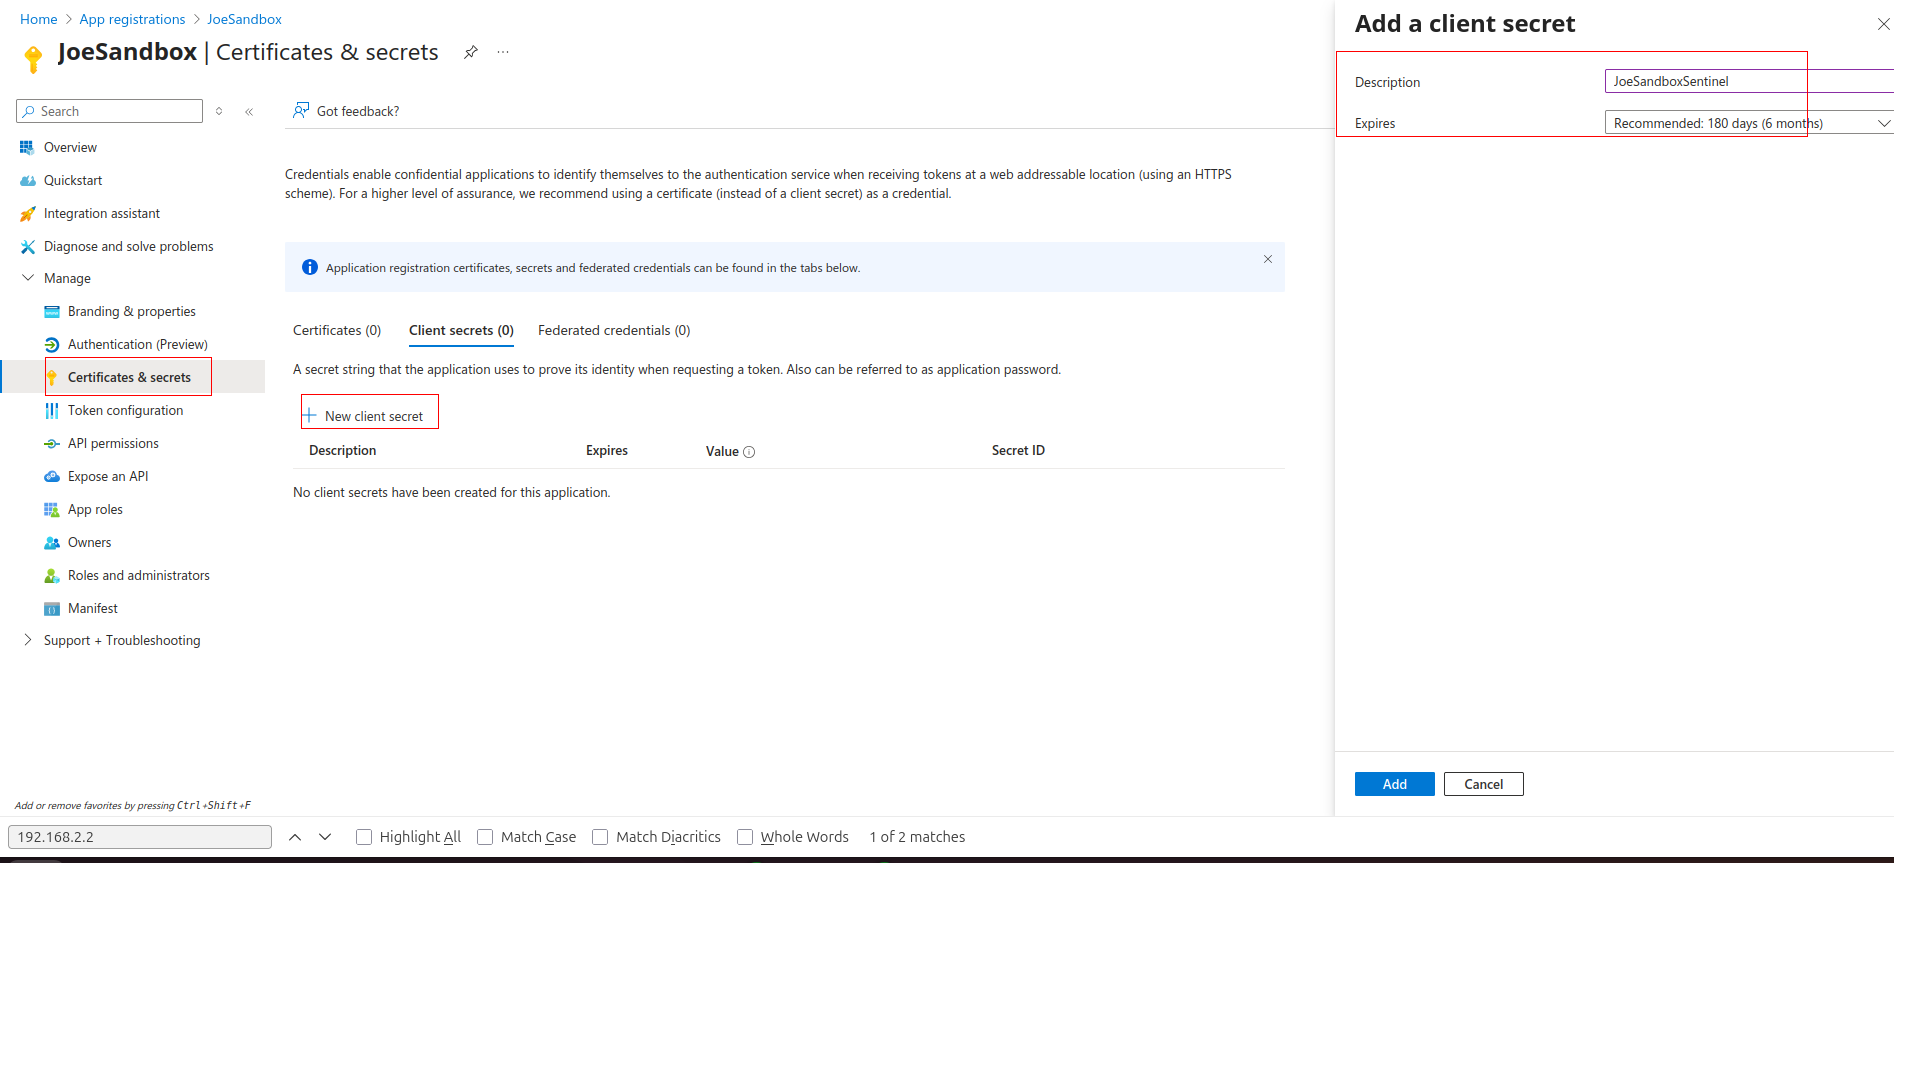 Home > App registrations > JoeSandbox
JoeSandbox | Certificates & secrets
Search
Overview
Quickstart
Integration assistant
Diagnose and solve problems
Manage
Branding & properties
Authentication (Preview)
Certificates & secrets
Token configuration
API permissions
Expose an API
App roles
Owners
Roles and administrators
Manifest
Support + Troubleshooting
Add or remove favorites by pressing Ctrl+Shift+F
Got feedback?
Credentials enable confidential applications to identify themselves to the authentication service when receiving tokens at a web addressable location (using an HTTPS
scheme). For a higher level of assurance, we recommend using a certificate (instead of a client secret) as a credential.
Application registration certificates, secrets and federated credentials can be found in the tabs below.
Certificates (0) Client secrets (0) Federated credentials (0)
A secret string that the application uses to prove its identity when requesting a token. Also can be referred to as application password.
New client secret
Description Expires Value Secret ID
No client secrets have been created for this application.
Add a client secret
Description JoeSandboxSentinel
Expires Recommended: 180 days (6 months)
Add Cancel
192.168.2.2 Highlight All Match Case Match Diacritics Whole Words 1 of 2 matches